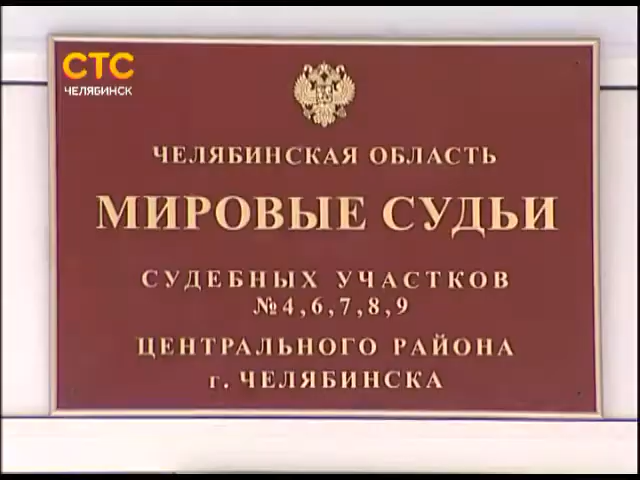 СТС
ЧЕЛЯБИНСК
ЧЕЛЯБИНСКАЯ ОБЛАСТЬ
МИРОВЫЕ СУДЬИ
СУДЕБНЫХ УЧАСТКОВ
№4,6,7,8,9
ЦЕНТРАЛЬНОГО РАЙОНА
г. ЧЕЛЯБИНСКА